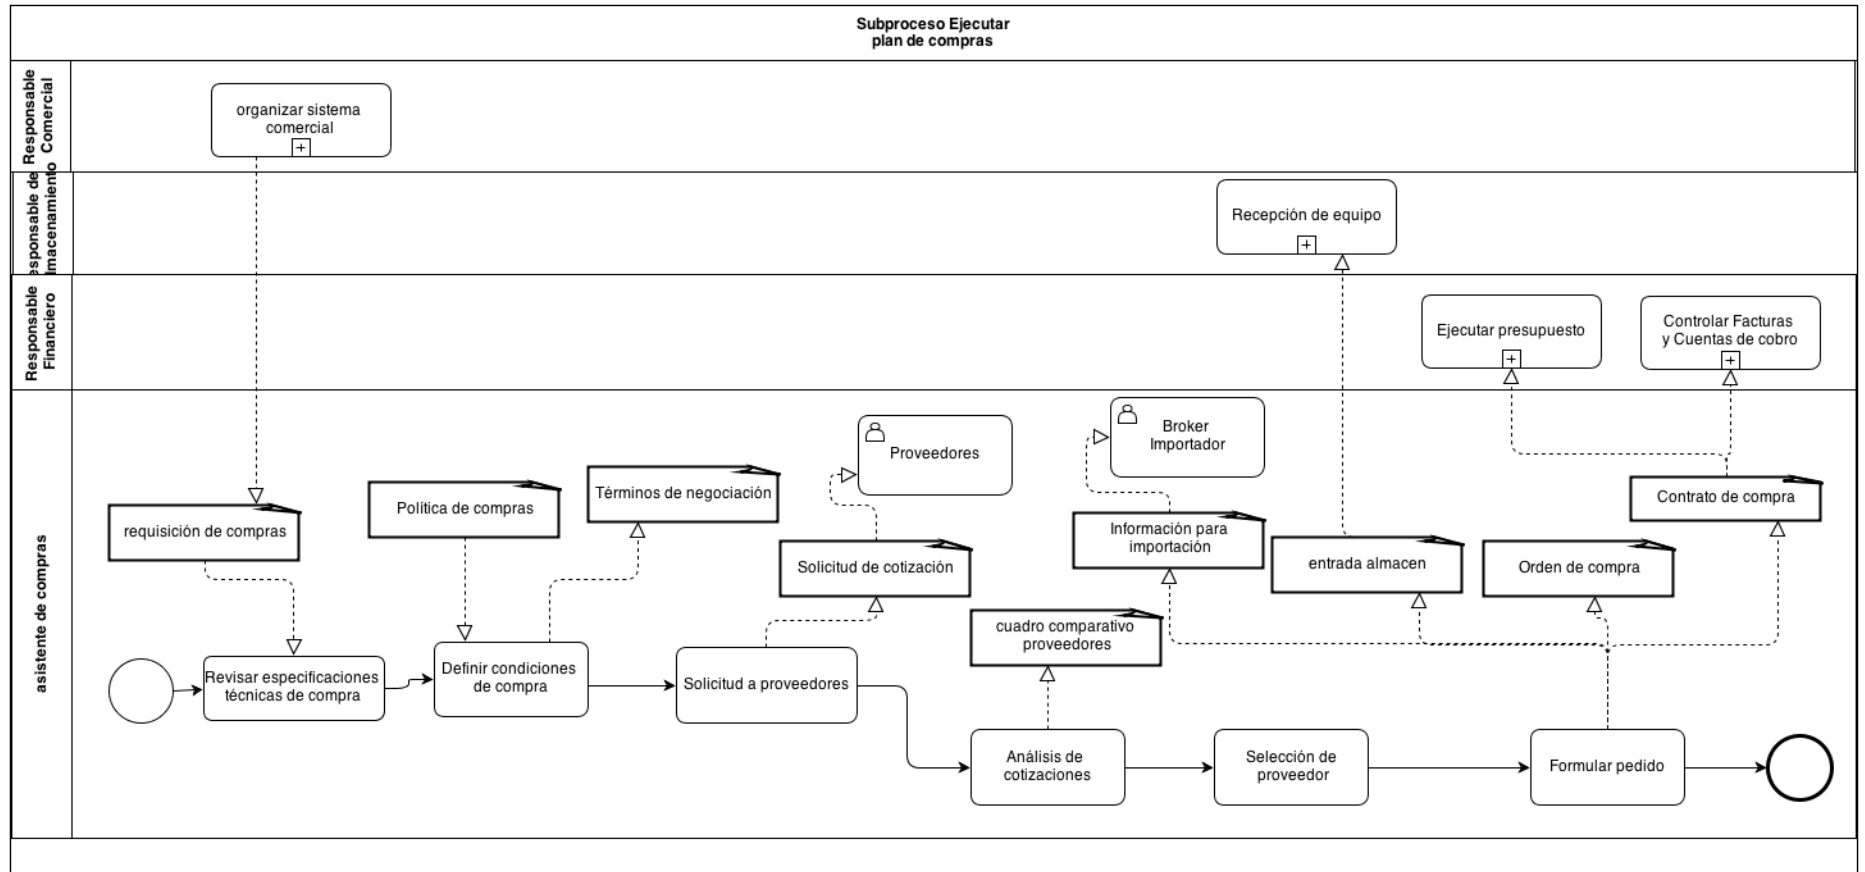 Subproceso Ejecutar
plan de compras
Responsable
Comercial
organizar sistema
comercial
esponsable de
lmacenamiento
Recepción de equipo
Responsable
Financiero
Ejecutar presupuesto
Controlar Facturas
y Cuentas de cobro
asistente de compras
requisición de compras
Política de compras
Términos de negociación
Proveedores
Solicitud de cotización
Broker
Importador
Información para
importación
entrada almacen
Orden de compra
Contrato de compra
cuadro comparativo
proveedores
Revisar especificaciones
técnicas de compra
Definir condiciones
de compra
Solicitud a proveedores
Análisis de
cotizaciones
Selección de
proveedor
Formular pedido